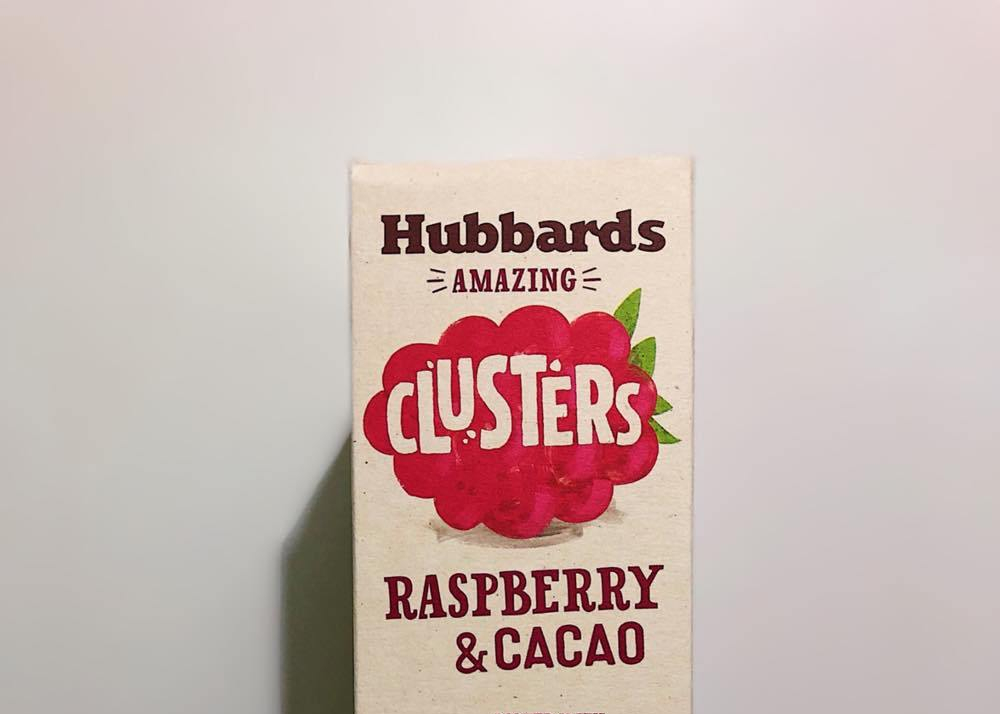 Hubbards
AMAZING
CLUSTERS
RASPBERRY
& CACAO